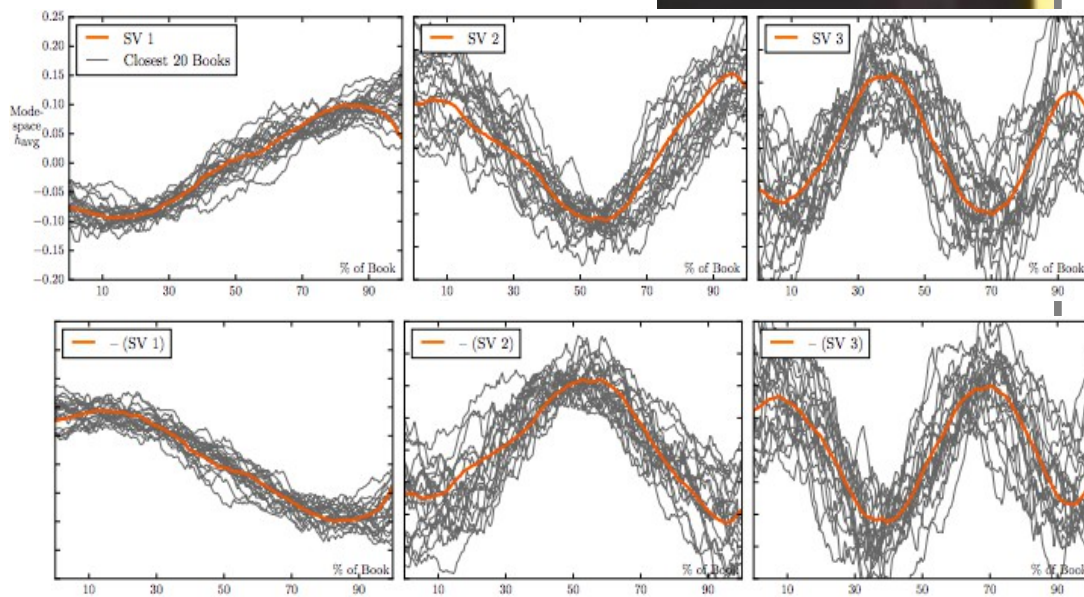 0.25
0.20
0.15
0.10
Mode-
space
havg
0.05
0.00
−0.05
−0.10
−0.15
−0.20
SV 1
Closest 20 Books
% of Book
10 30 50 70 90
SV 2
% of Book
10 30 50 70 90
SV 3
% of Book
10 30 50 70 90
− (SV 1)
% of Book
10 30 50 70 90
− (SV 2)
% of Book
10 30 50 70 90
− (SV 3)
% of Book
10 30 50 70 90